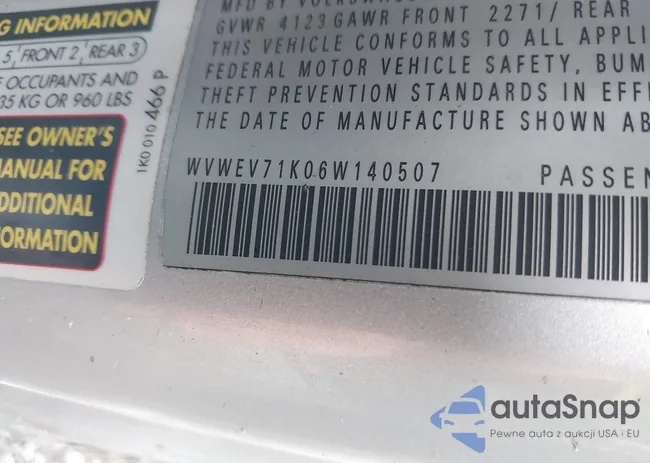 G INFORMATION
5, FRONT 2, REAR 3
OCCUPANTS AND
35 KG OR 960 LBS
SEE OWNER'S
MANUAL FOR
ADDITIONAL
FORMATION
1K0 010 466 P
MFD BY VOLKSWAG
GVWR 4123 GAWR FRONT 2271/ REAR
THIS VEHICLE CONFORMS TO ALL APPLI
FEDERAL MOTOR VEHICLE SAFETY, BUM
THEFT PREVENTION STANDARDS IN EFF
THE DATE OF MANUFACTURE SHOWN AB
WVWEV71K06W140507 PASSEN
autaSnap
Pewne auta z aukcji USA i EU